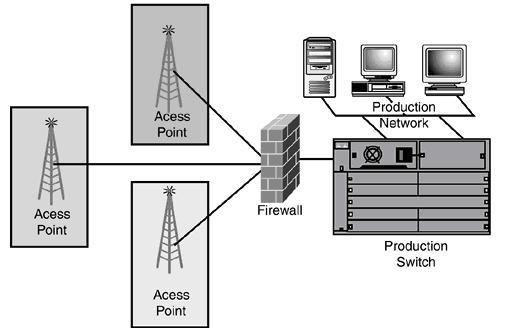 Acess
Point
Production
Network
Acess
Point
Firewall
Acess
Point
Production
Switch